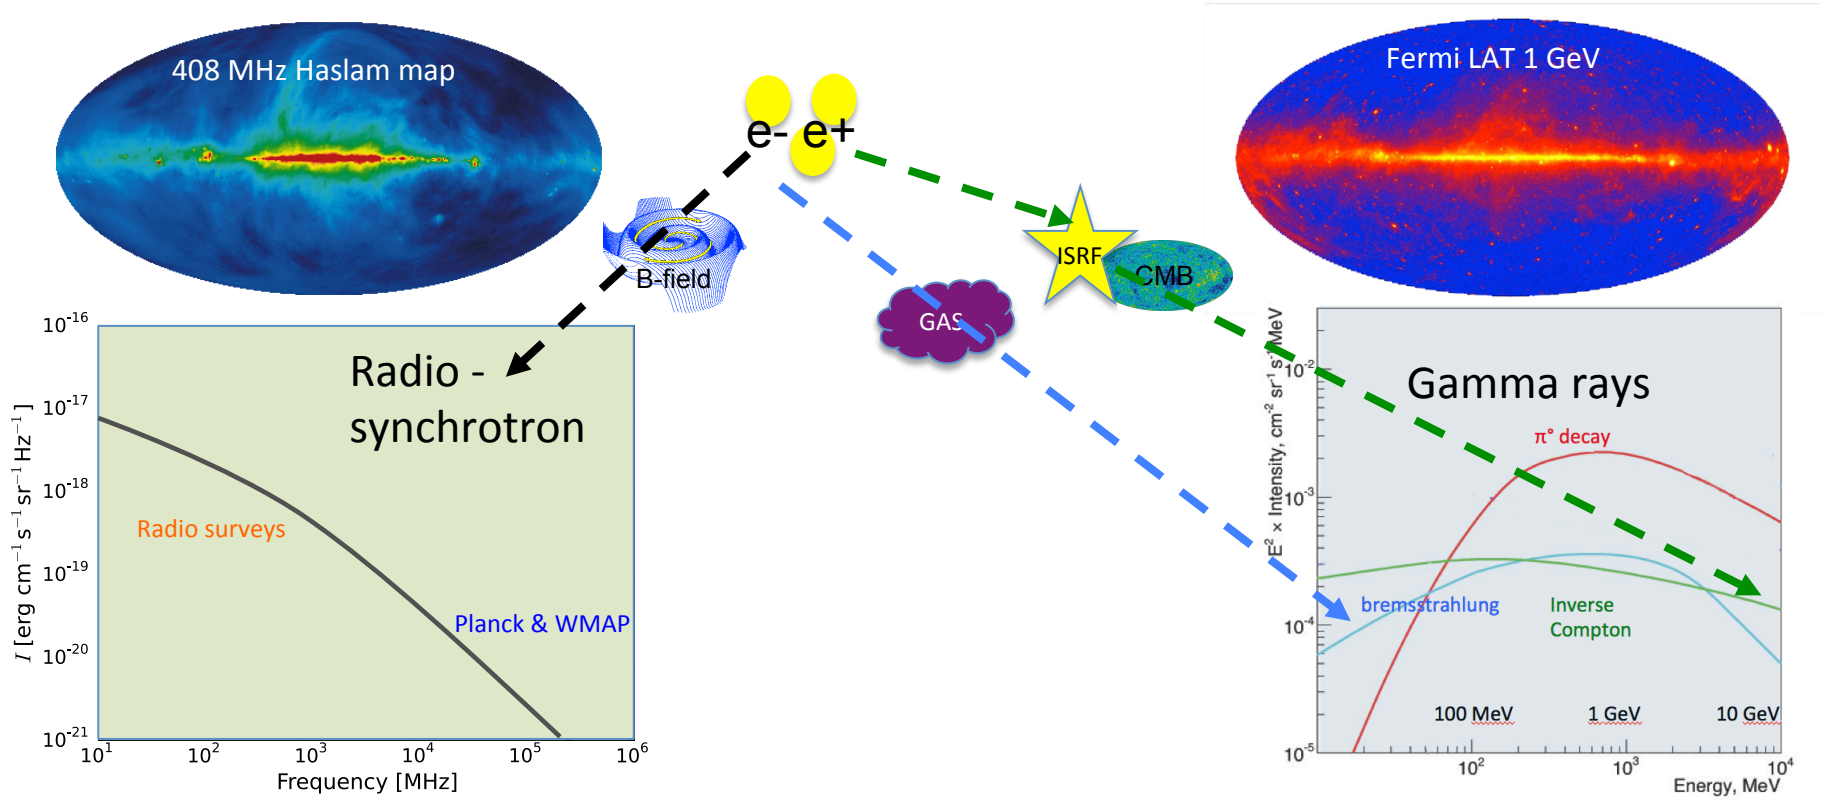 408 MHz Haslam map
e- e+
Fermi LAT 1 GeV
B-field
ISRF
CMB
GAS
Radio -
synchrotron
Radio surveys
Planck & WMAP
I [erg cm⁻¹ s⁻¹ sr⁻¹ Hz⁻¹]
10⁻¹⁶
10⁻¹⁷
10⁻¹⁸
10⁻¹⁹
10⁻²⁰
10⁻²¹
10¹ 10² 10³ 10⁴ 10⁵ 10⁶
Frequency [MHz]
Gamma rays
π° decay
bremsstrahlung
Inverse
Compton
100 MeV 1 GeV 10 GeV
E² × Intensity, cm⁻² sr⁻¹ s⁻¹ MeV
10⁻²
10⁻³
10⁻⁴
10⁻⁵
10² 10³ 10⁴
Energy, MeV